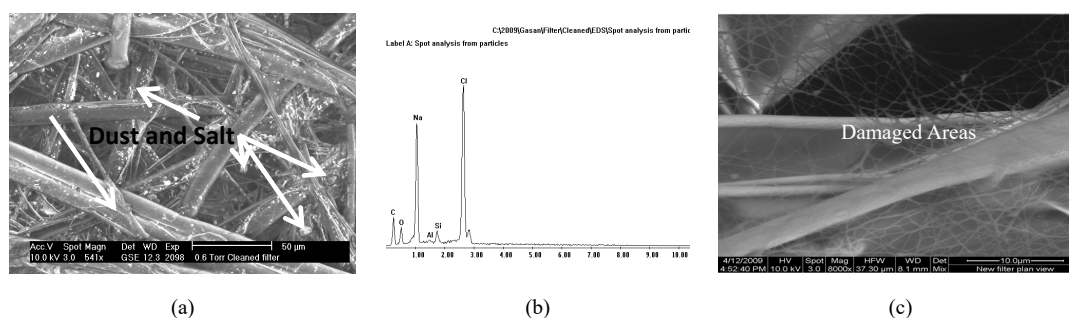 Dust and Salt
Acc.V Spot Magn Det WD Exp
10.0 kV 3.0 541x GSE 12.3 2098 0.6 Torr Cleaned filter
50 µm
(a)
C:\2009\Gasan\Filter\Cleaned\EDS\Spot analysis from partic
Label A: Spot analysis from particles
Cl
Na
C
O
Al
Si
1.00 2.00 3.00 4.00 5.00 6.00 7.00 8.00 9.00 10.00
(b)
Damaged Areas
4/12/2009 HV Spot Mag HFW WD Det
4:52:40 PM 10.0 kV 3.0 8000x 37.30 µm 8.1 mm Mix
10.0µm
New filter plan view
(c)